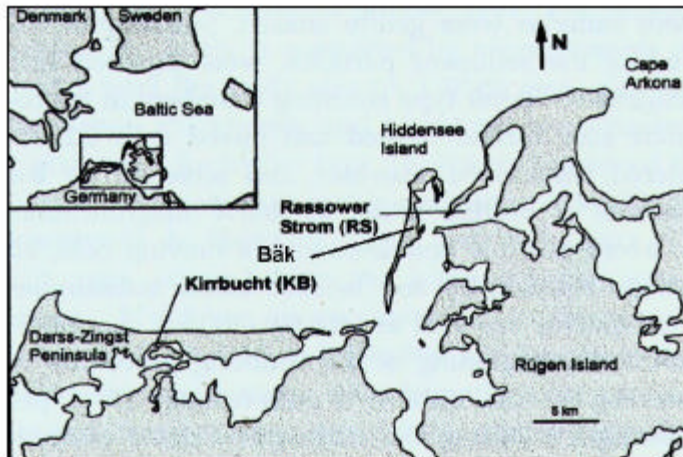 Denmark
Sweden
Baltic Sea
Germany
N
Cape
Arkona
Hiddensee
Island
Rassower
Strom (RS)
Bäk
Kirrbucht (KB)
Darss-Zingst
Peninsula
Rügen Island
5 km